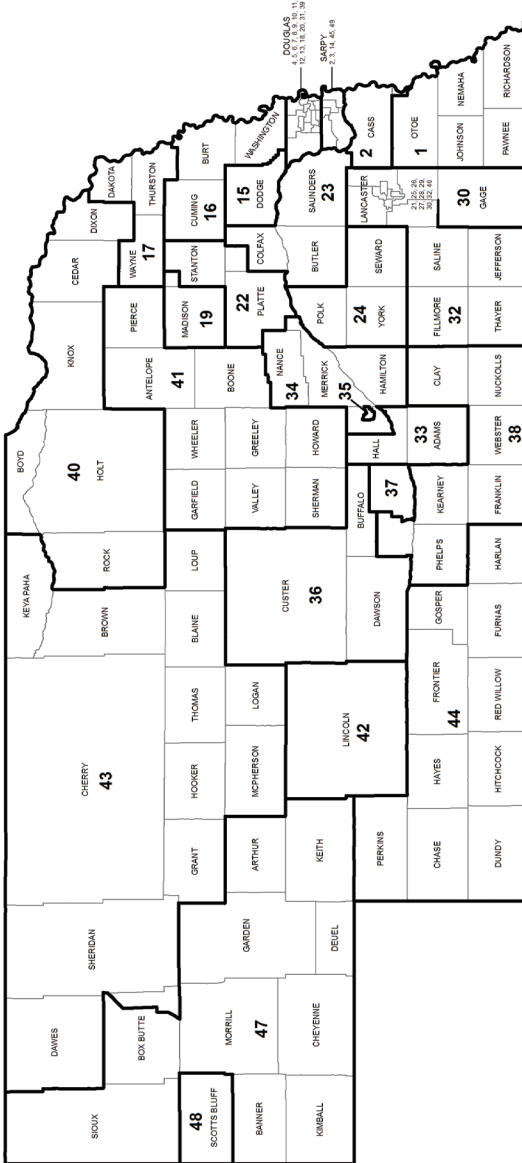 KEYA PAHA
BOYD
SIOUX
DAWES
SHERIDAN
CHERRY
43
BROWN
ROCK
40
HOLT
KNOX
CEDAR
DIXON
DAKOTA
BOX BUTTE
ANTELOPE
PIERCE
WAYNE
17
THURSTON
41
48
SCOTTS BLUFF
GRANT
HOOKER
THOMAS
BLAINE
LOUP
GARFIELD
WHEELER
BOONE
MADISON
19
STANTON
CUMING
16
BURT
MORRILL
47
GARDEN
BANNER
ARTHUR
MCPHERSON
LOGAN
CUSTER
36
VALLEY
GREELEY
NANCE
34
PLATTE
22
COLFAX
15
DODGE
WASHINGTON
DOUGLAS
4, 5, 6, 7, 8, 9, 10, 11,
12, 13, 18, 20, 31, 39
KIMBALL
CHEYENNE
DEUEL
KEITH
LINCOLN
42
SHERMAN
HOWARD
MERRICK
35
POLK
BUTLER
SAUNDERS
23
SARPY
2, 3, 14, 45, 49
PERKINS
DAWSON
BUFFALO
37
HALL
HAMILTON
24
YORK
SEWARD
LANCASTER
21, 25, 26,
27, 28, 29,
30, 32, 46
2
CASS
CHASE
HAYES
FRONTIER
44
GOSPER
PHELPS
KEARNEY
33
ADAMS
CLAY
FILLMORE
32
SALINE
30
GAGE
1
OTOE
JOHNSON
NEMAHA
DUNDY
HITCHCOCK
RED WILLOW
FURNAS
HARLAN
FRANKLIN
WEBSTER
38
NUCKOLLS
THAYER
JEFFERSON
PAWNEE
RICHARDSON